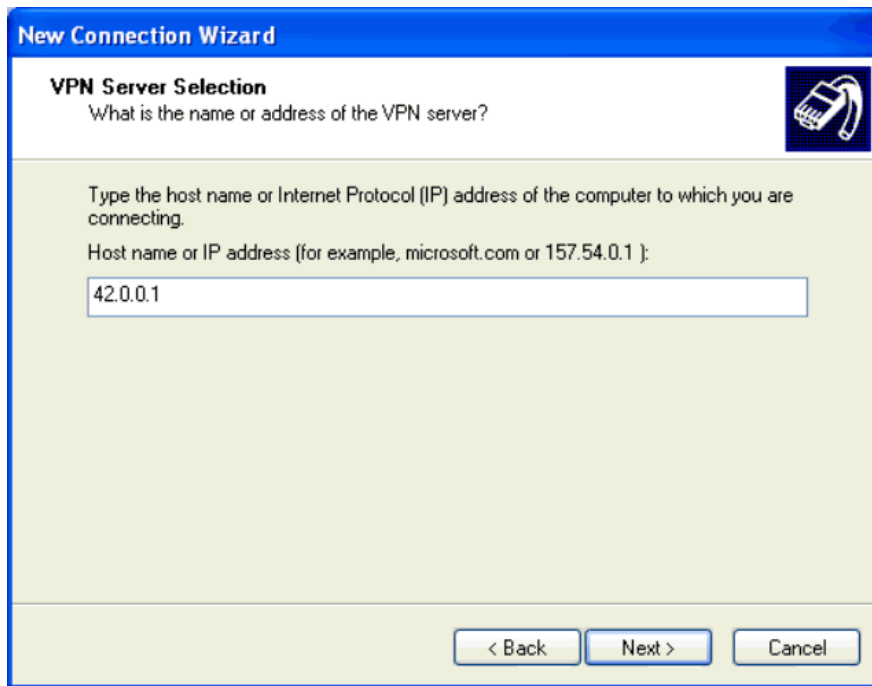 New Connection Wizard
VPN Server Selection
What is the name or address of the VPN server?
Type the host name or Internet Protocol (IP) address of the computer to which you are
connecting.
Host name or IP address (for example, microsoft.com or 157.54.0.1 ):
42.0.0.1
< Back
Next >
Cancel